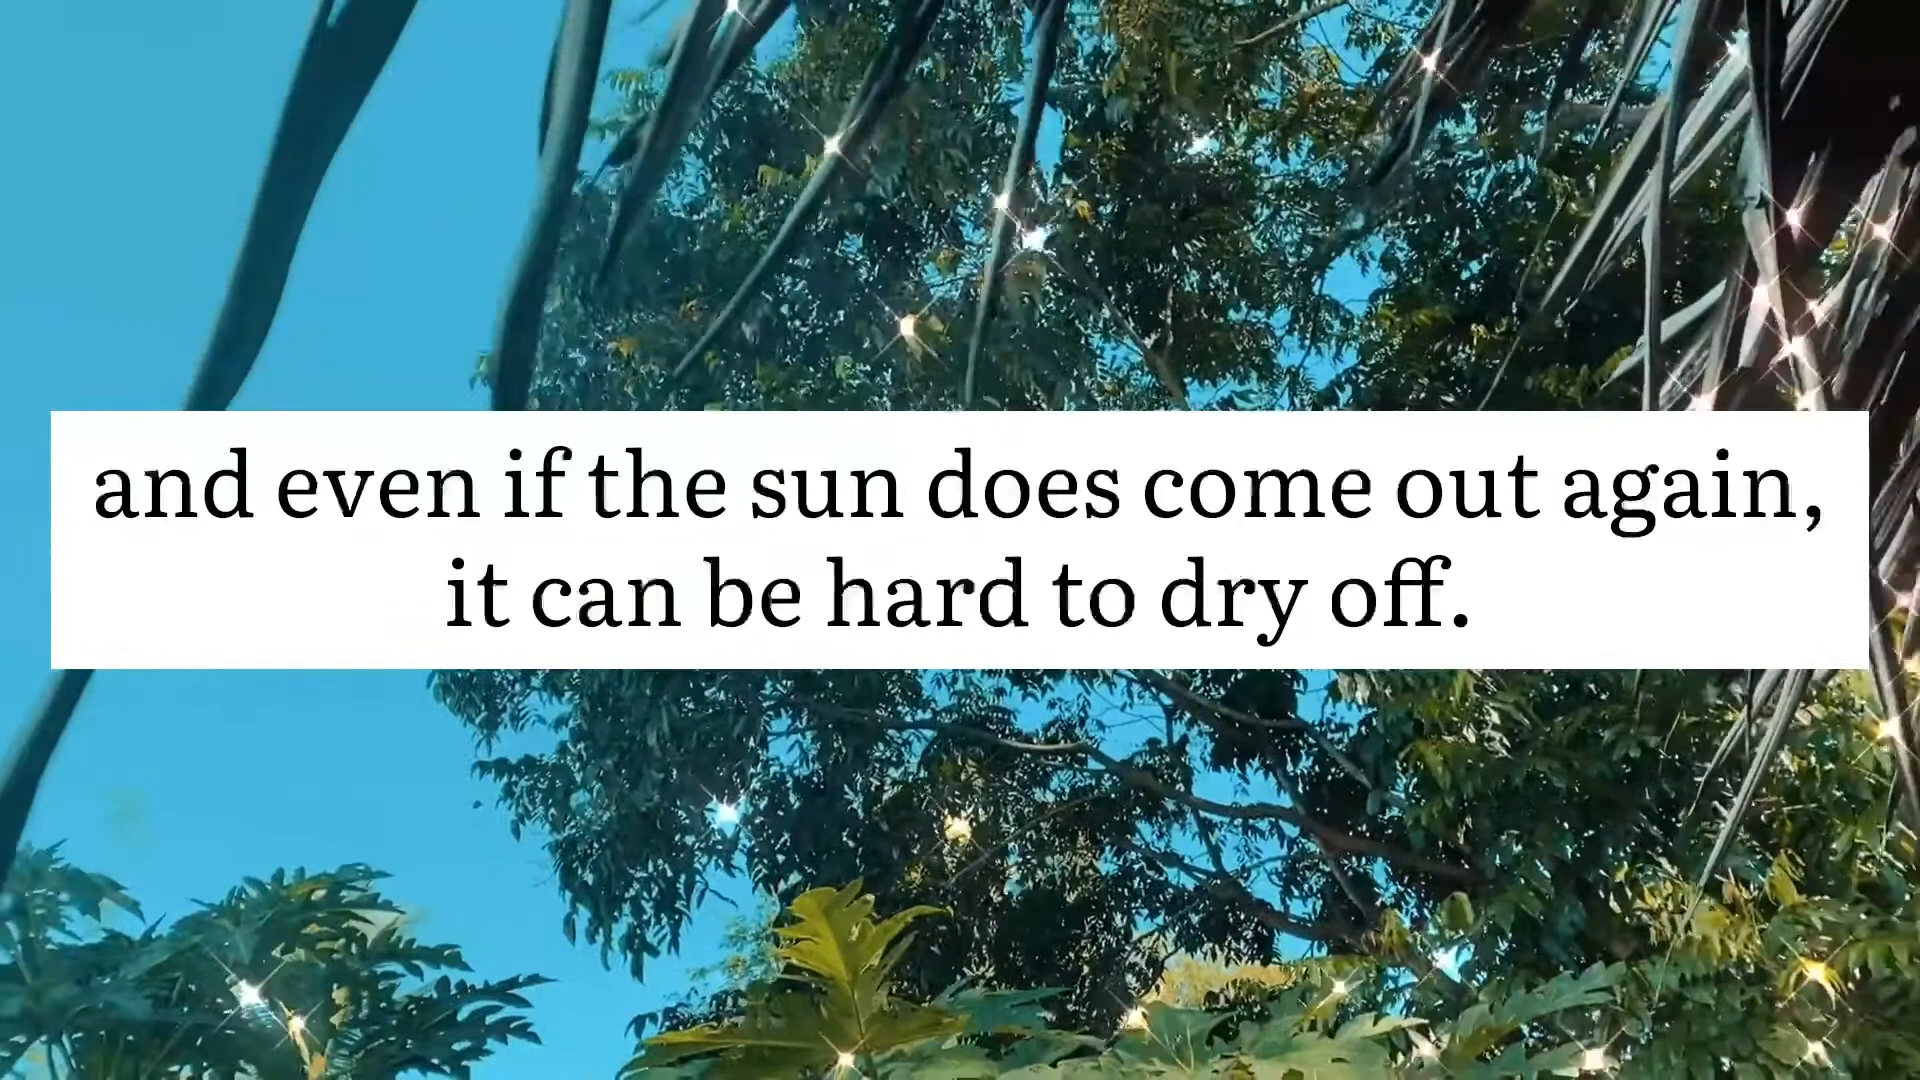 and even if the sun does come out again,
it can be hard to dry off.